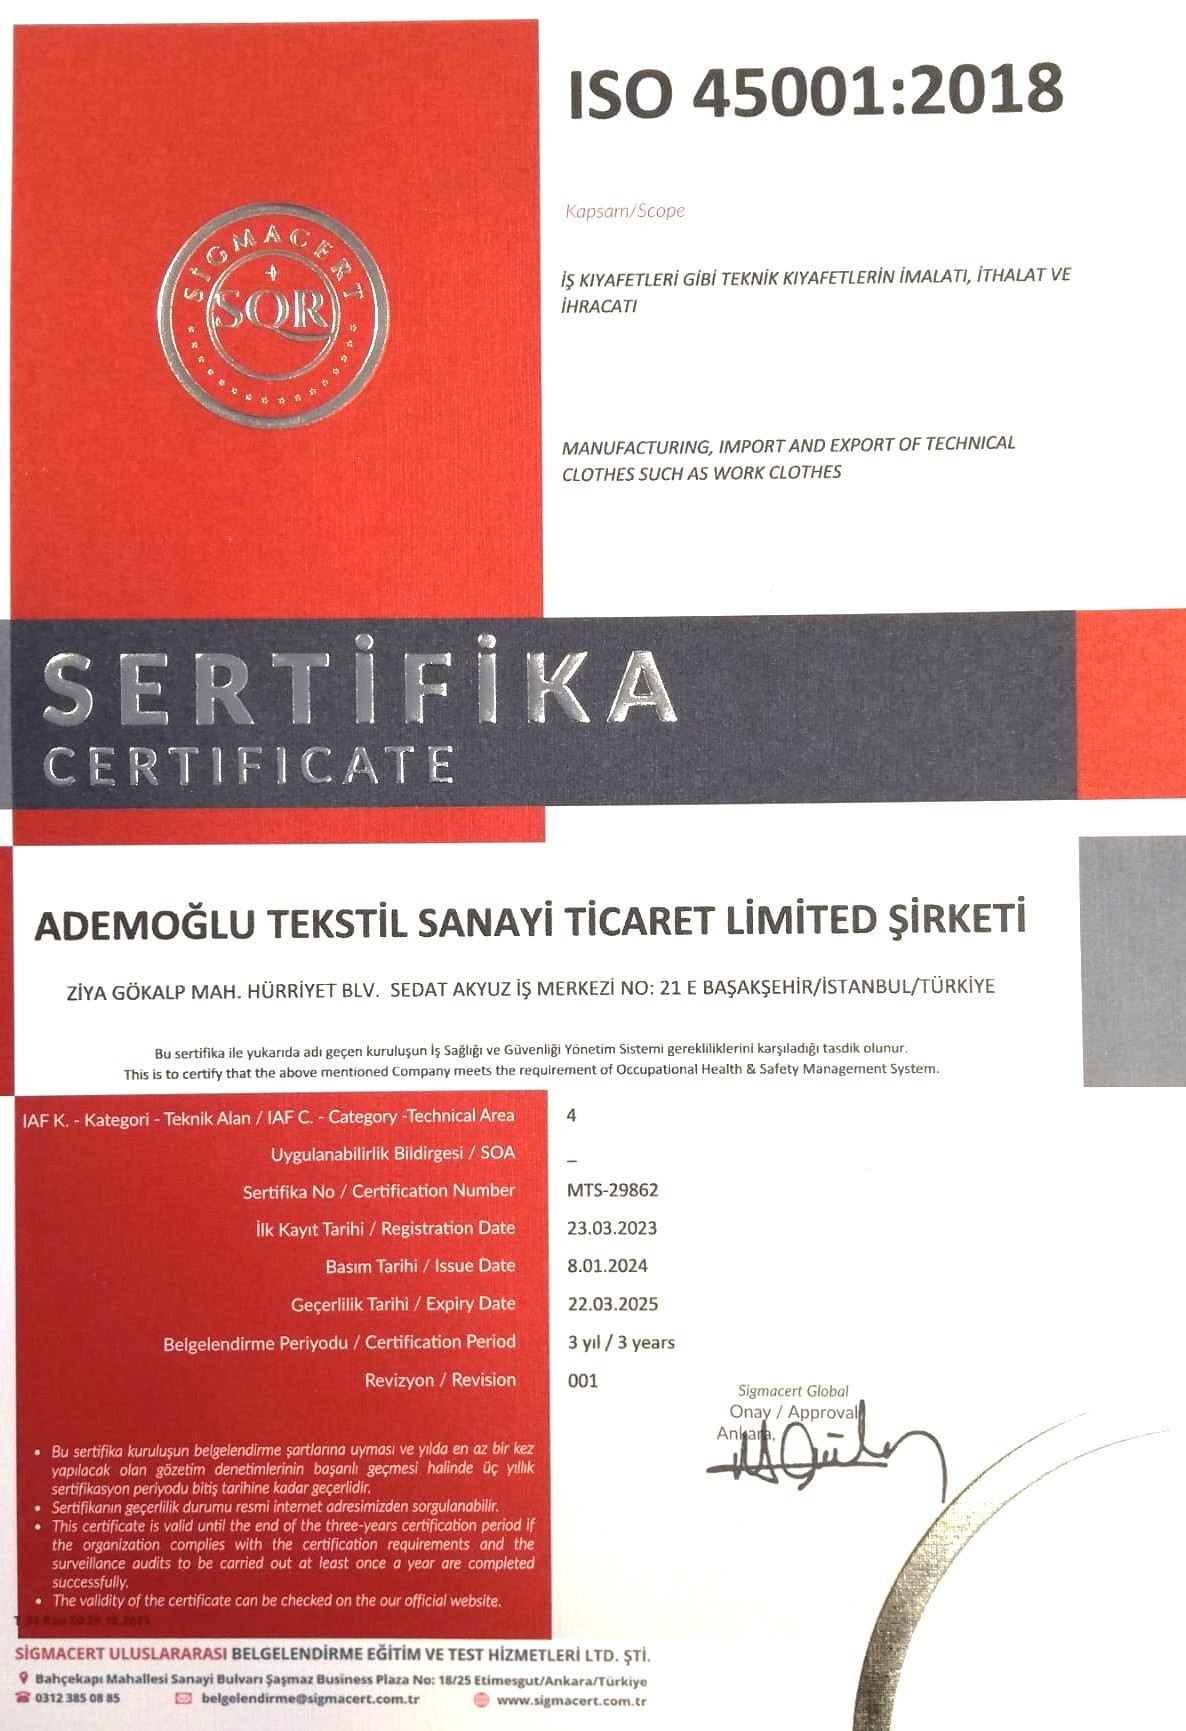 ISO 45001:2018
SİGMACERT
SQR
Kapsam/Scope
İŞ KIYAFETLERİ GİBİ TEKNİK KIYAFETLERİN İMALATI, İTHALAT VE
İHRACATI
MANUFACTURING, IMPORT AND EXPORT OF TECHNICAL
CLOTHES SUCH AS WORK CLOTHES
SERTİFİKA
CERTIFICATE
ADEMOĞLU TEKSTİL SANAYİ TİCARET LİMİTED ŞİRKETİ
ZİYA GÖKALP MAH. HÜRRİYET BLV. SEDAT AKYUZ İŞ MERKEZİ NO: 21 E BAŞAKŞEHİR/İSTANBUL/TÜRKİYE
Bu sertifika ile yukarıda adı geçen kuruluşun İş Sağlığı ve Güvenliği Yönetim Sistemi gerekliliklerini karşıladığı tasdik olunur.
This is to certify that the above mentioned Company meets the requirement of Occupational Health & Safety Management System.
IAF K. - Kategori - Teknik Alan / IAF C. - Category -Technical Area 4
Uygulanabilirlik Bildirgesi / SOA _
Sertifika No / Certification Number MTS-29862
İlk Kayıt Tarihi / Registration Date 23.03.2023
Basım Tarihi / Issue Date 8.01.2024
Geçerlilik Tarihi / Expiry Date 22.03.2025
Belgelendirme Periyodu / Certification Period 3 yıl / 3 years
Revizyon / Revision 001
Sigmacert Global
Onay / Approval
Ankara,
• Bu sertifika kuruluşun belgelendirme şartlarına uyması ve yılda en az bir kez
yapılacak olan gözetim denetimlerinin başarılı geçmesi halinde üç yıllık
sertifikasyon periyodu bitiş tarihine kadar geçerlidir.
• Sertifikanın geçerlilik durumu resmi internet adresimizden sorgulanabilir.
• This certificate is valid until the end of the three-years certification period if
the organization complies with the certification requirements and the
surveillance audits to be carried out at least once a year are completed
successfully.
• The validity of the certificate can be checked on the our official website.
SİGMACERT ULUSLARARASI BELGELENDİRME EĞİTİM VE TEST HİZMETLERİ LTD. ŞTİ.
Bahçekapı Mahallesi Sanayi Bulvarı Şaşmaz Business Plaza No: 18/25 Etimesgut/Ankara/Türkiye
0312 385 08 85 belgelendirme@sigmacert.com.tr www.sigmacert.com.tr